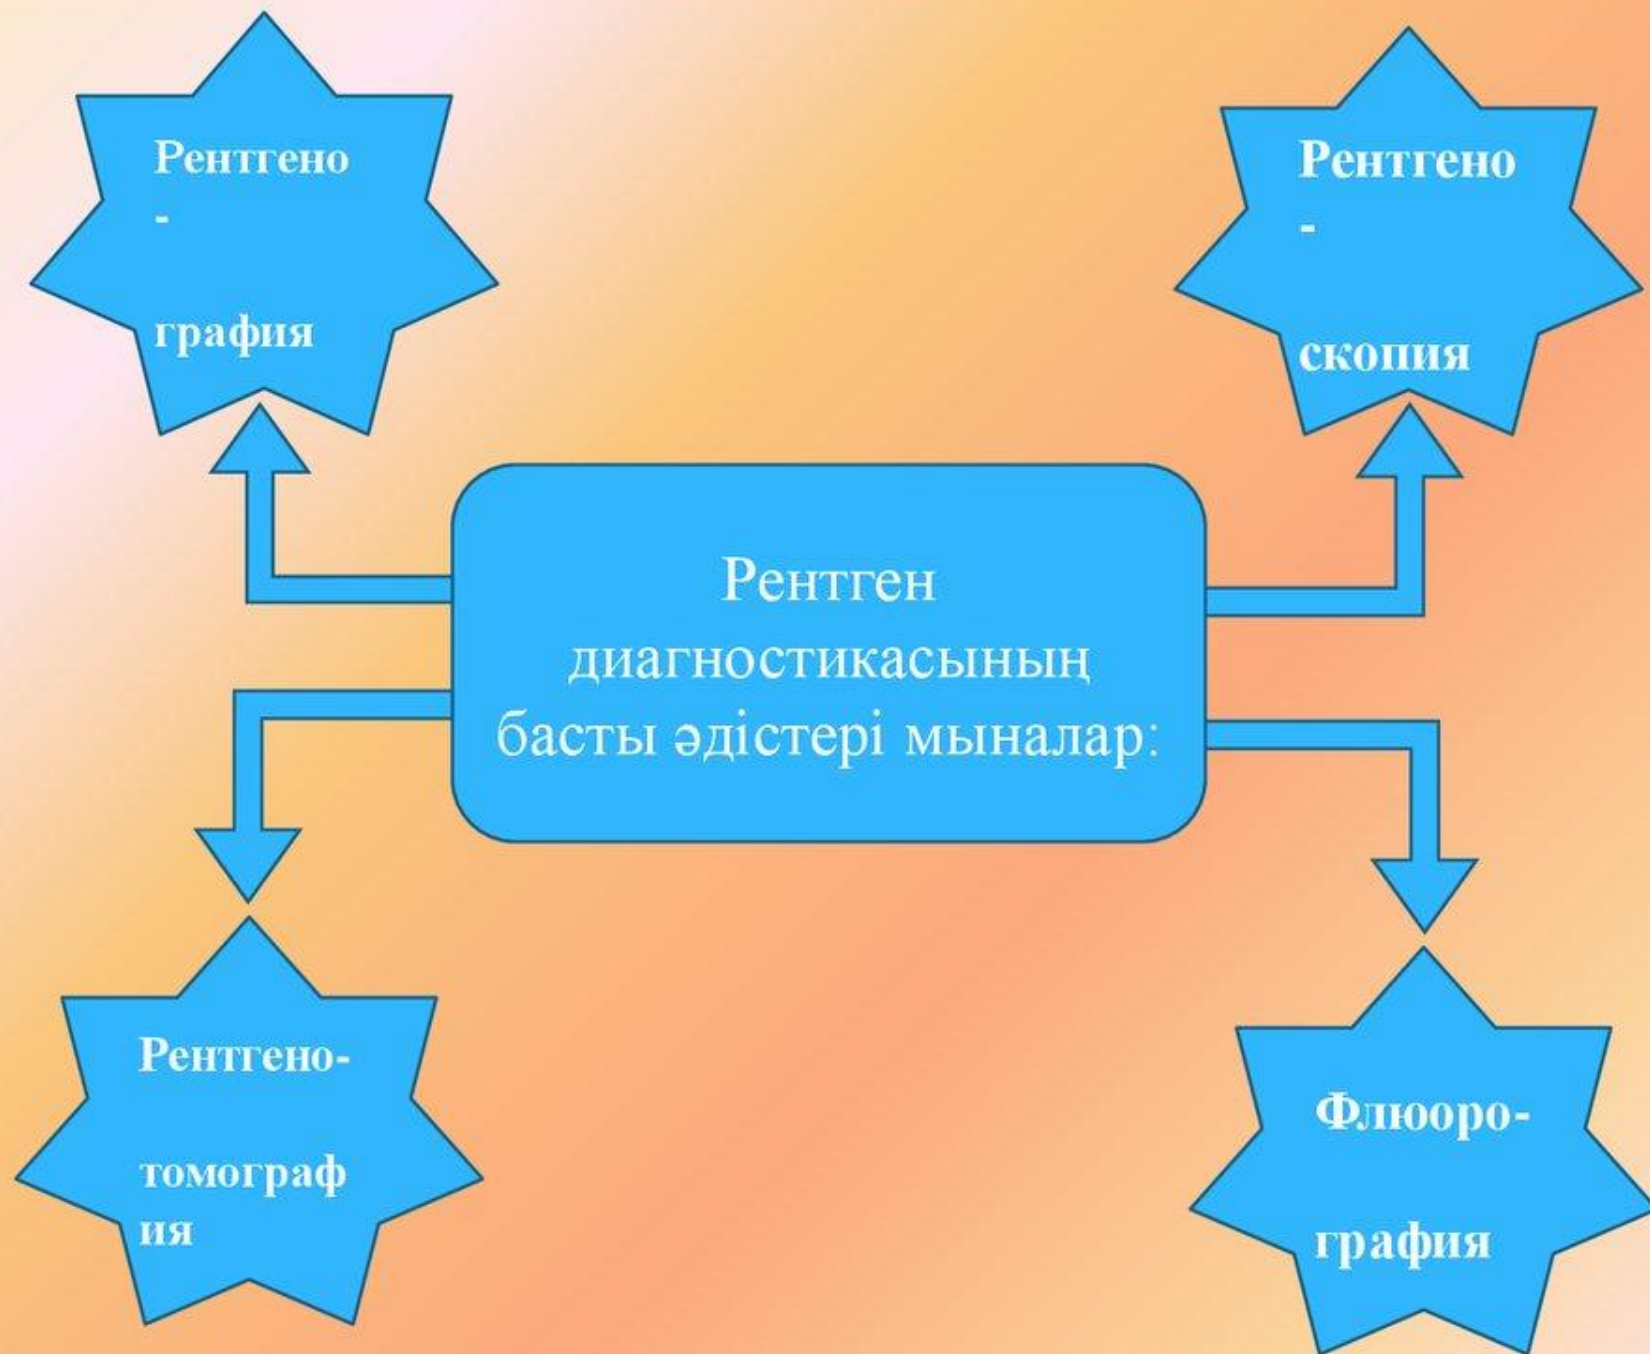 Рентгено
-
графия
Рентгено
-
скопия
Рентген
диагностикасының
басты әдістері мыналар:
Рентгено-
томограф
ия
Флюоро-
графия